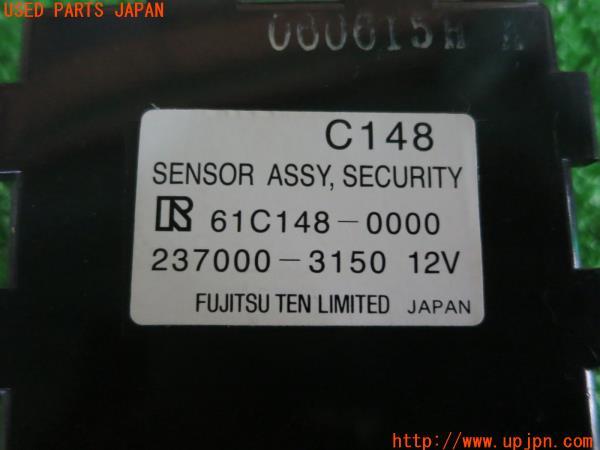 USED PARTS JAPAN
060615H A
C148
SENSOR ASSY, SECURITY
R 61C148-0000
237000-3150 12V
FUJITSU TEN LIMITED JAPAN
http://www.upjpn.com/